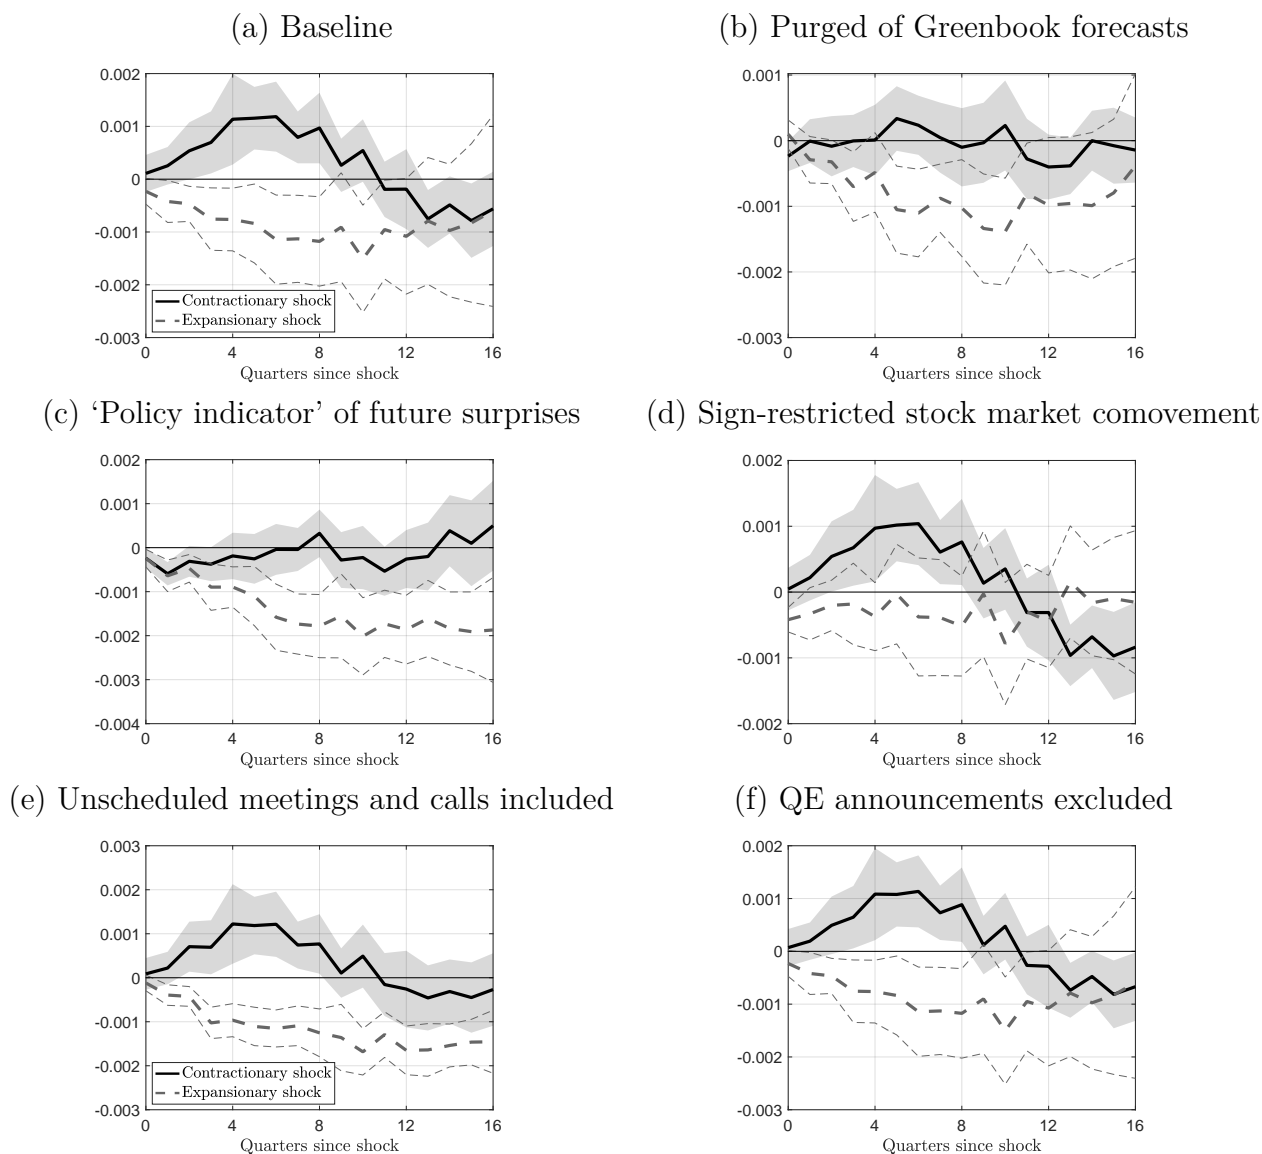 (a) Baseline
0.002
0.001
0
-0.001
-0.002
-0.003
Contractionary shock
Expansionary shock
0 4 8 12 16
Quarters since shock
(b) Purged of Greenbook forecasts
0.001
0
-0.001
-0.002
-0.003
0 4 8 12 16
Quarters since shock
(c) ‘Policy indicator’ of future surprises
0.002
0.001
0
-0.001
-0.002
-0.003
-0.004
0 4 8 12 16
Quarters since shock
(d) Sign-restricted stock market comovement
0.002
0.001
0
-0.001
-0.002
0 4 8 12 16
Quarters since shock
(e) Unscheduled meetings and calls included
0.003
0.002
0.001
0
-0.001
-0.002
-0.003
Contractionary shock
Expansionary shock
0 4 8 12 16
Quarters since shock
(f) QE announcements excluded
0.002
0.001
0
-0.001
-0.002
-0.003
0 4 8 12 16
Quarters since shock